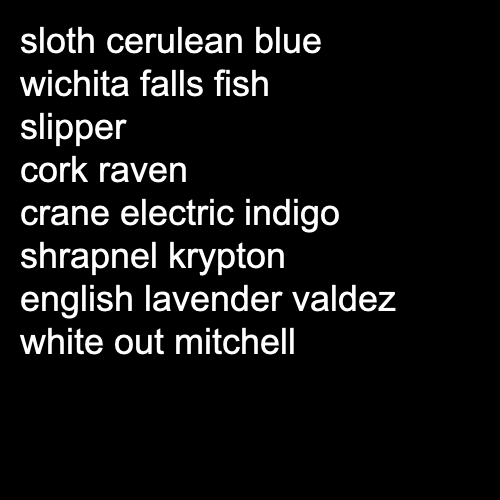 sloth cerulean blue
wichita falls fish
slipper
cork raven
crane electric indigo
shrapnel krypton
english lavender valdez
white out mitchell